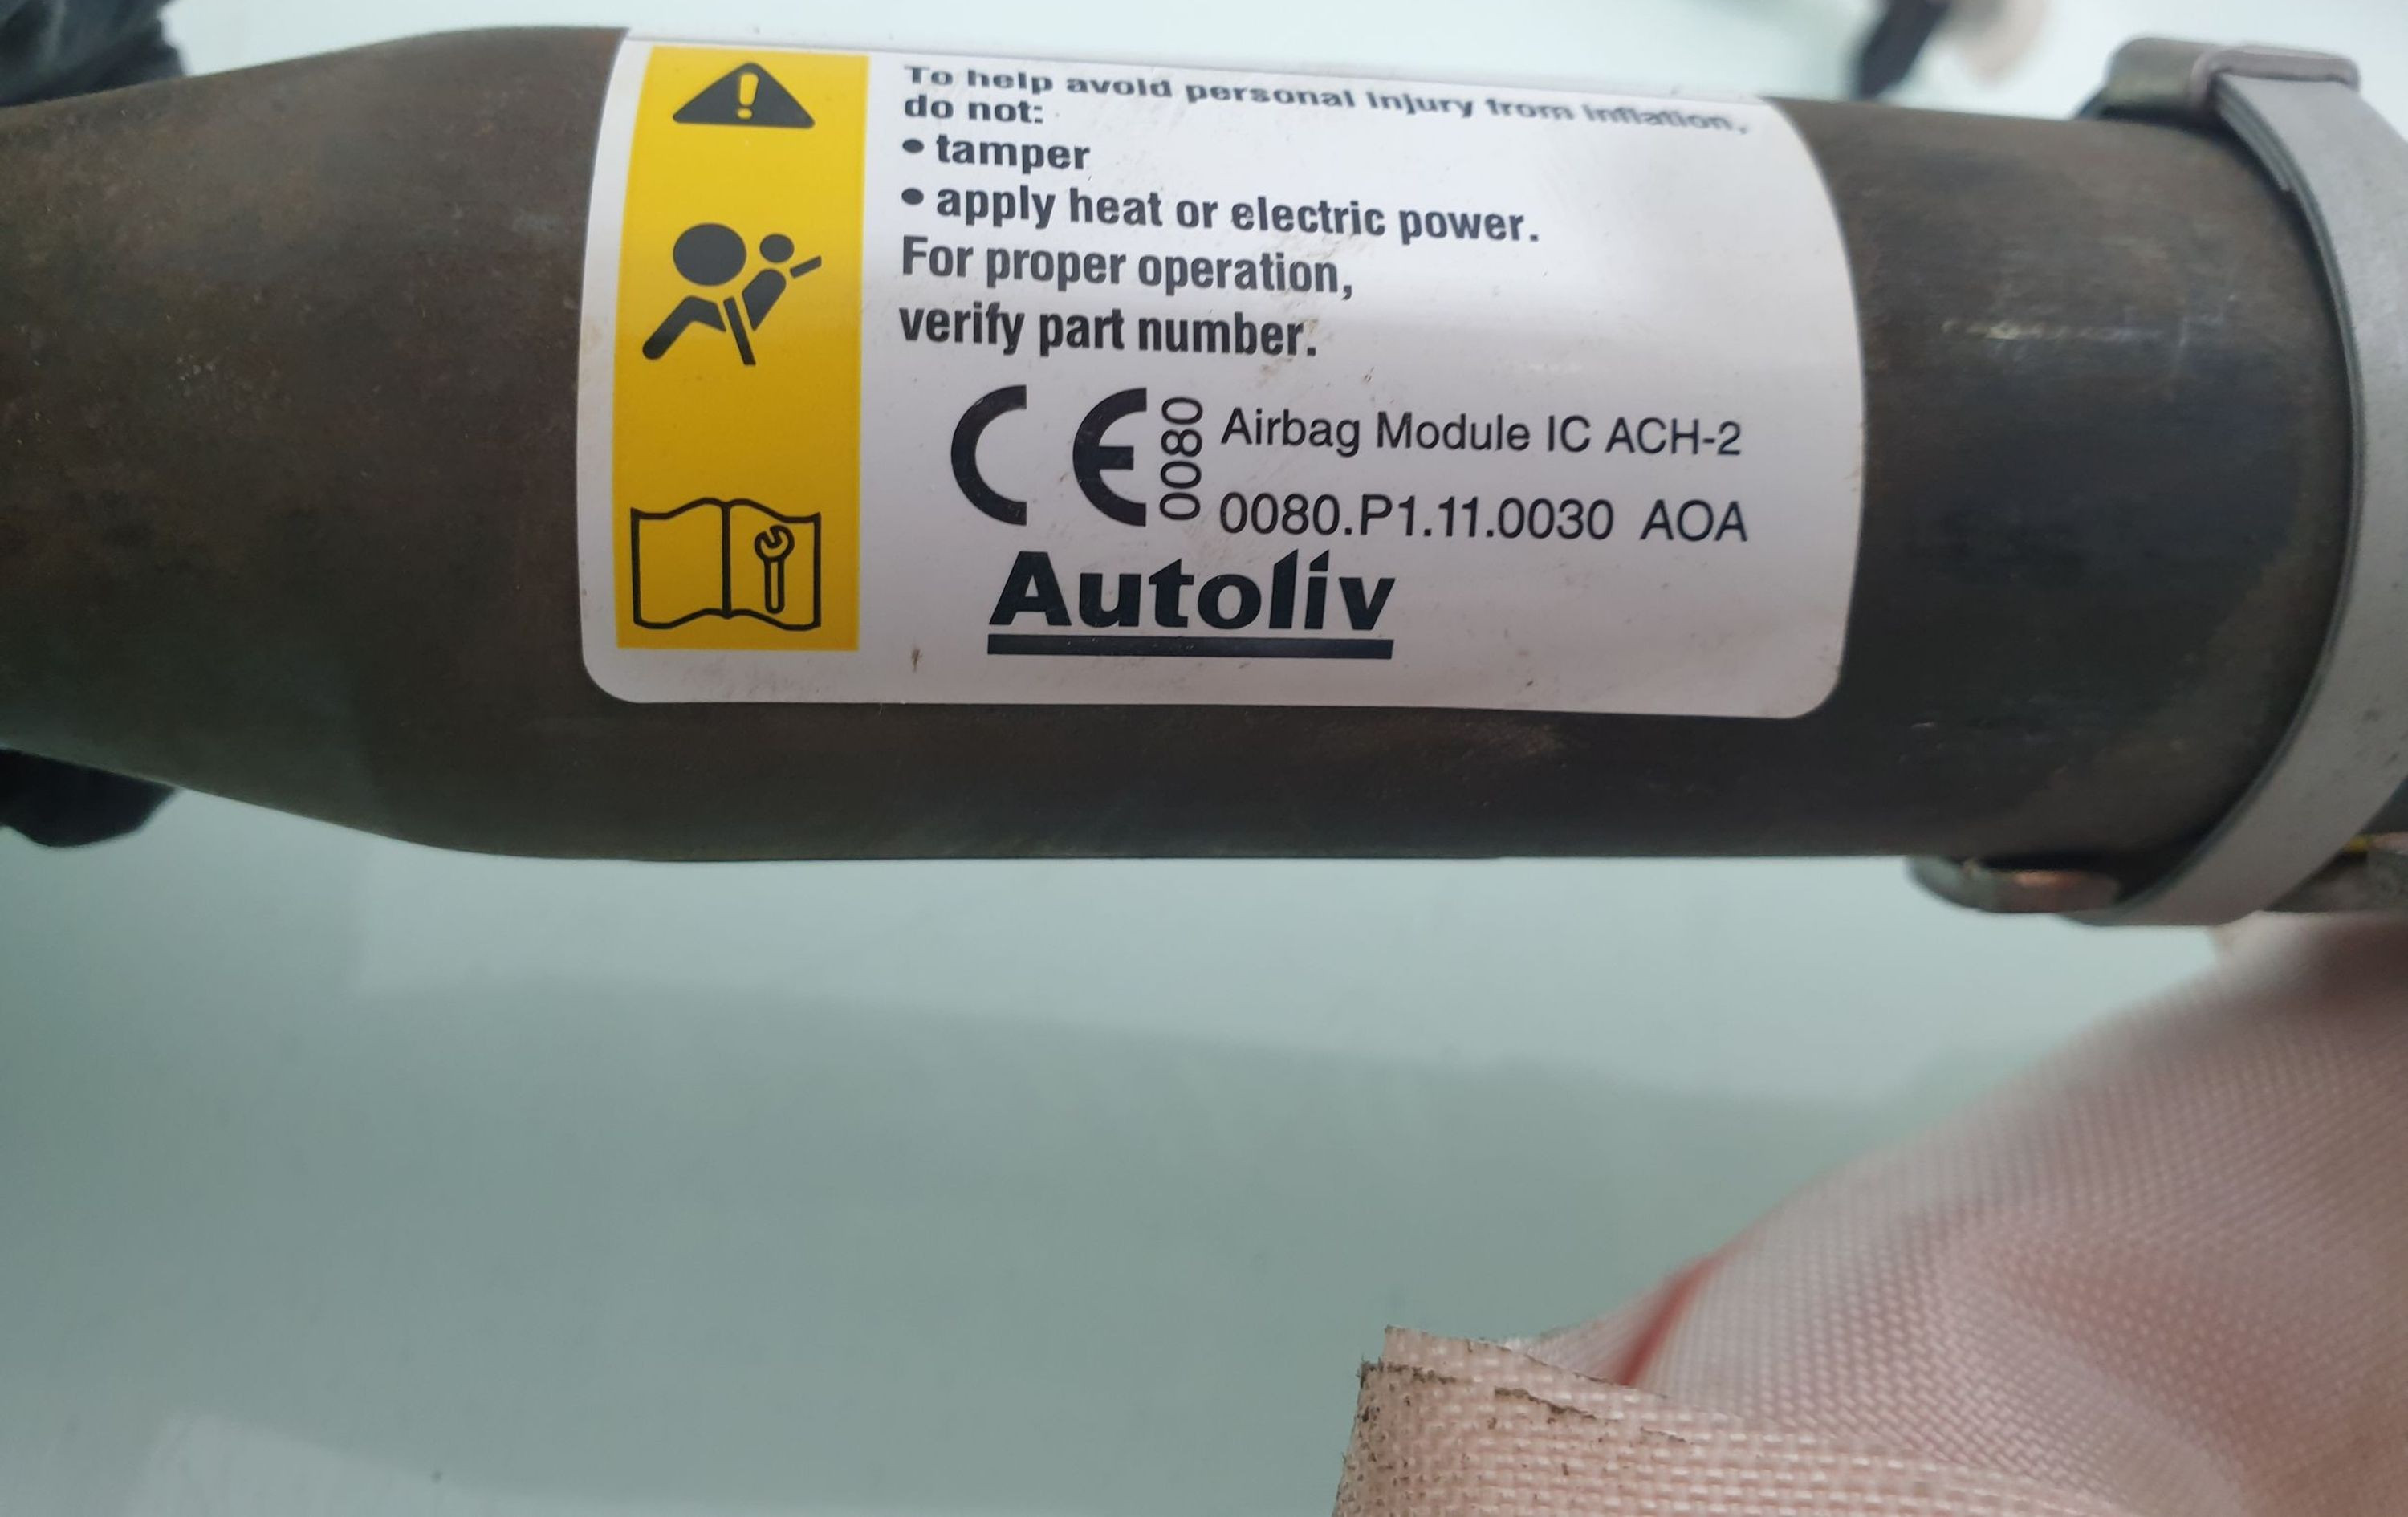 To help avoid personal injury from inflation,
do not:
• tamper
• apply heat or electric power.
For proper operation,
verify part number.
CE 0080 Airbag Module IC ACH-2
0080.P1.11.0030 AOA
Autoliv